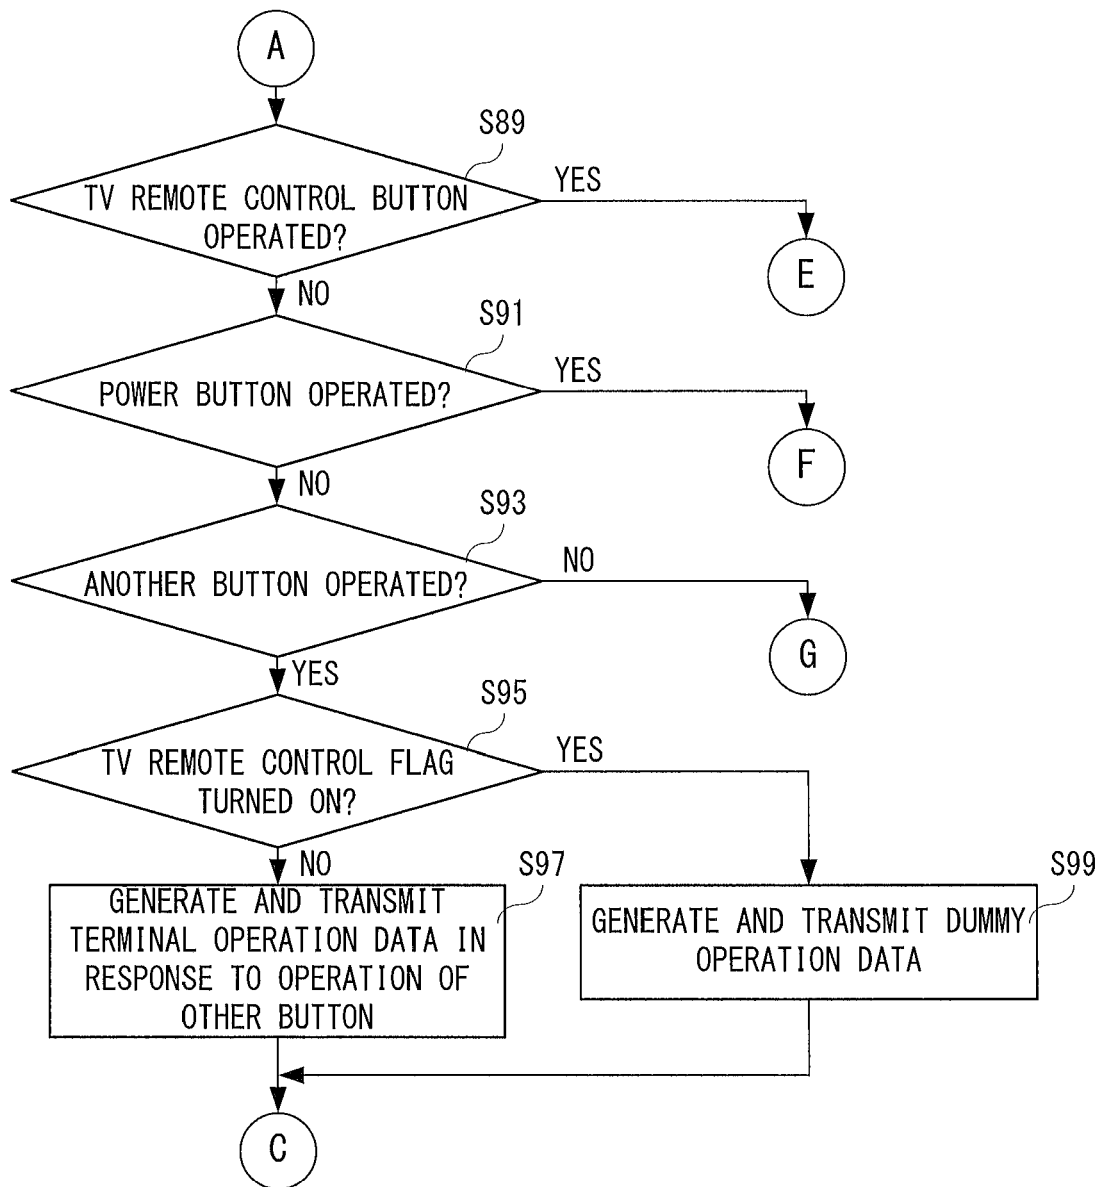 A
S89
TV REMOTE CONTROL BUTTON
OPERATED?
YES
E
NO
S91
POWER BUTTON OPERATED?
YES
F
NO
S93
ANOTHER BUTTON OPERATED?
NO
G
YES
S95
TV REMOTE CONTROL FLAG
TURNED ON?
YES
NO
S97
GENERATE AND TRANSMIT
TERMINAL OPERATION DATA IN
RESPONSE TO OPERATION OF
OTHER BUTTON
S99
GENERATE AND TRANSMIT DUMMY
OPERATION DATA
C